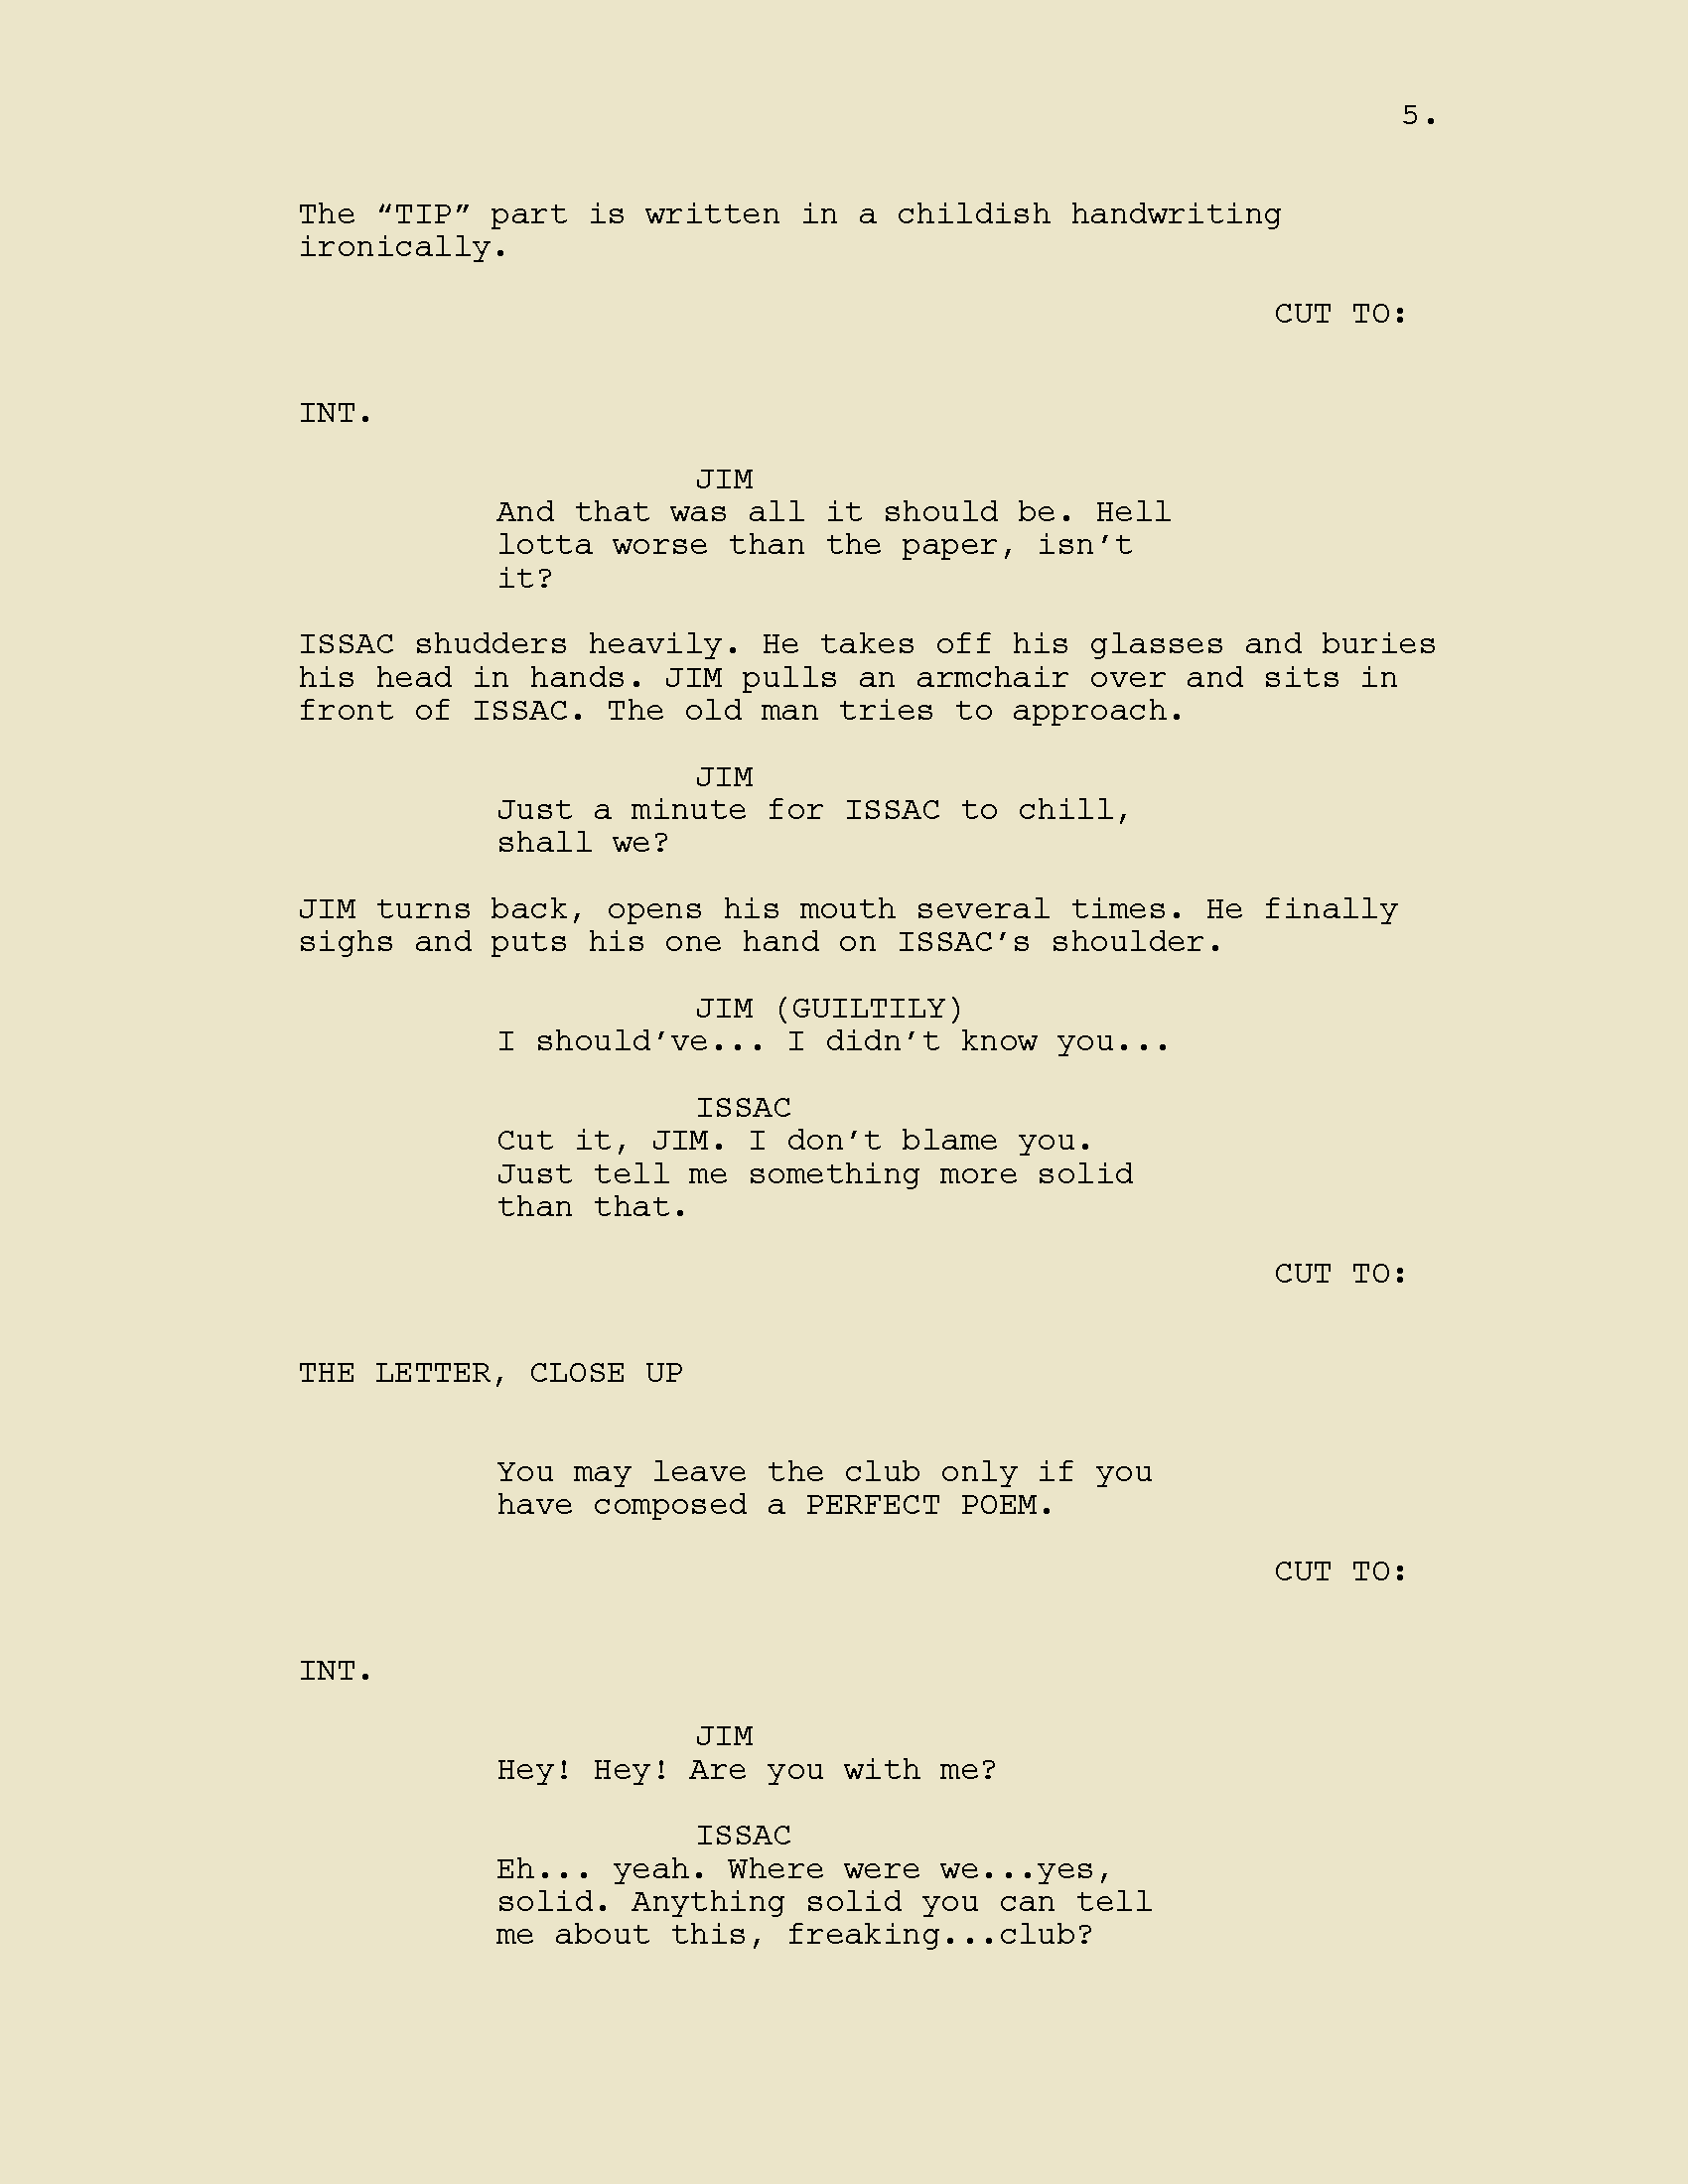 5.
The “TIP” part is written in a childish handwriting
ironically.
CUT TO:
INT.
JIM
And that was all it should be. Hell
lotta worse than the paper, isn’t
it?
ISSAC shudders heavily. He takes off his glasses and buries
his head in hands. JIM pulls an armchair over and sits in
front of ISSAC. The old man tries to approach.
JIM
Just a minute for ISSAC to chill,
shall we?
JIM turns back, opens his mouth several times. He finally
sighs and puts his one hand on ISSAC’s shoulder.
JIM (GUILTILY)
I should’ve... I didn’t know you...
ISSAC
Cut it, JIM. I don’t blame you.
Just tell me something more solid
than that.
CUT TO:
THE LETTER, CLOSE UP
You may leave the club only if you
have composed a PERFECT POEM.
CUT TO:
INT.
JIM
Hey! Hey! Are you with me?
ISSAC
Eh... yeah. Where were we...yes,
solid. Anything solid you can tell
me about this, freaking...club?